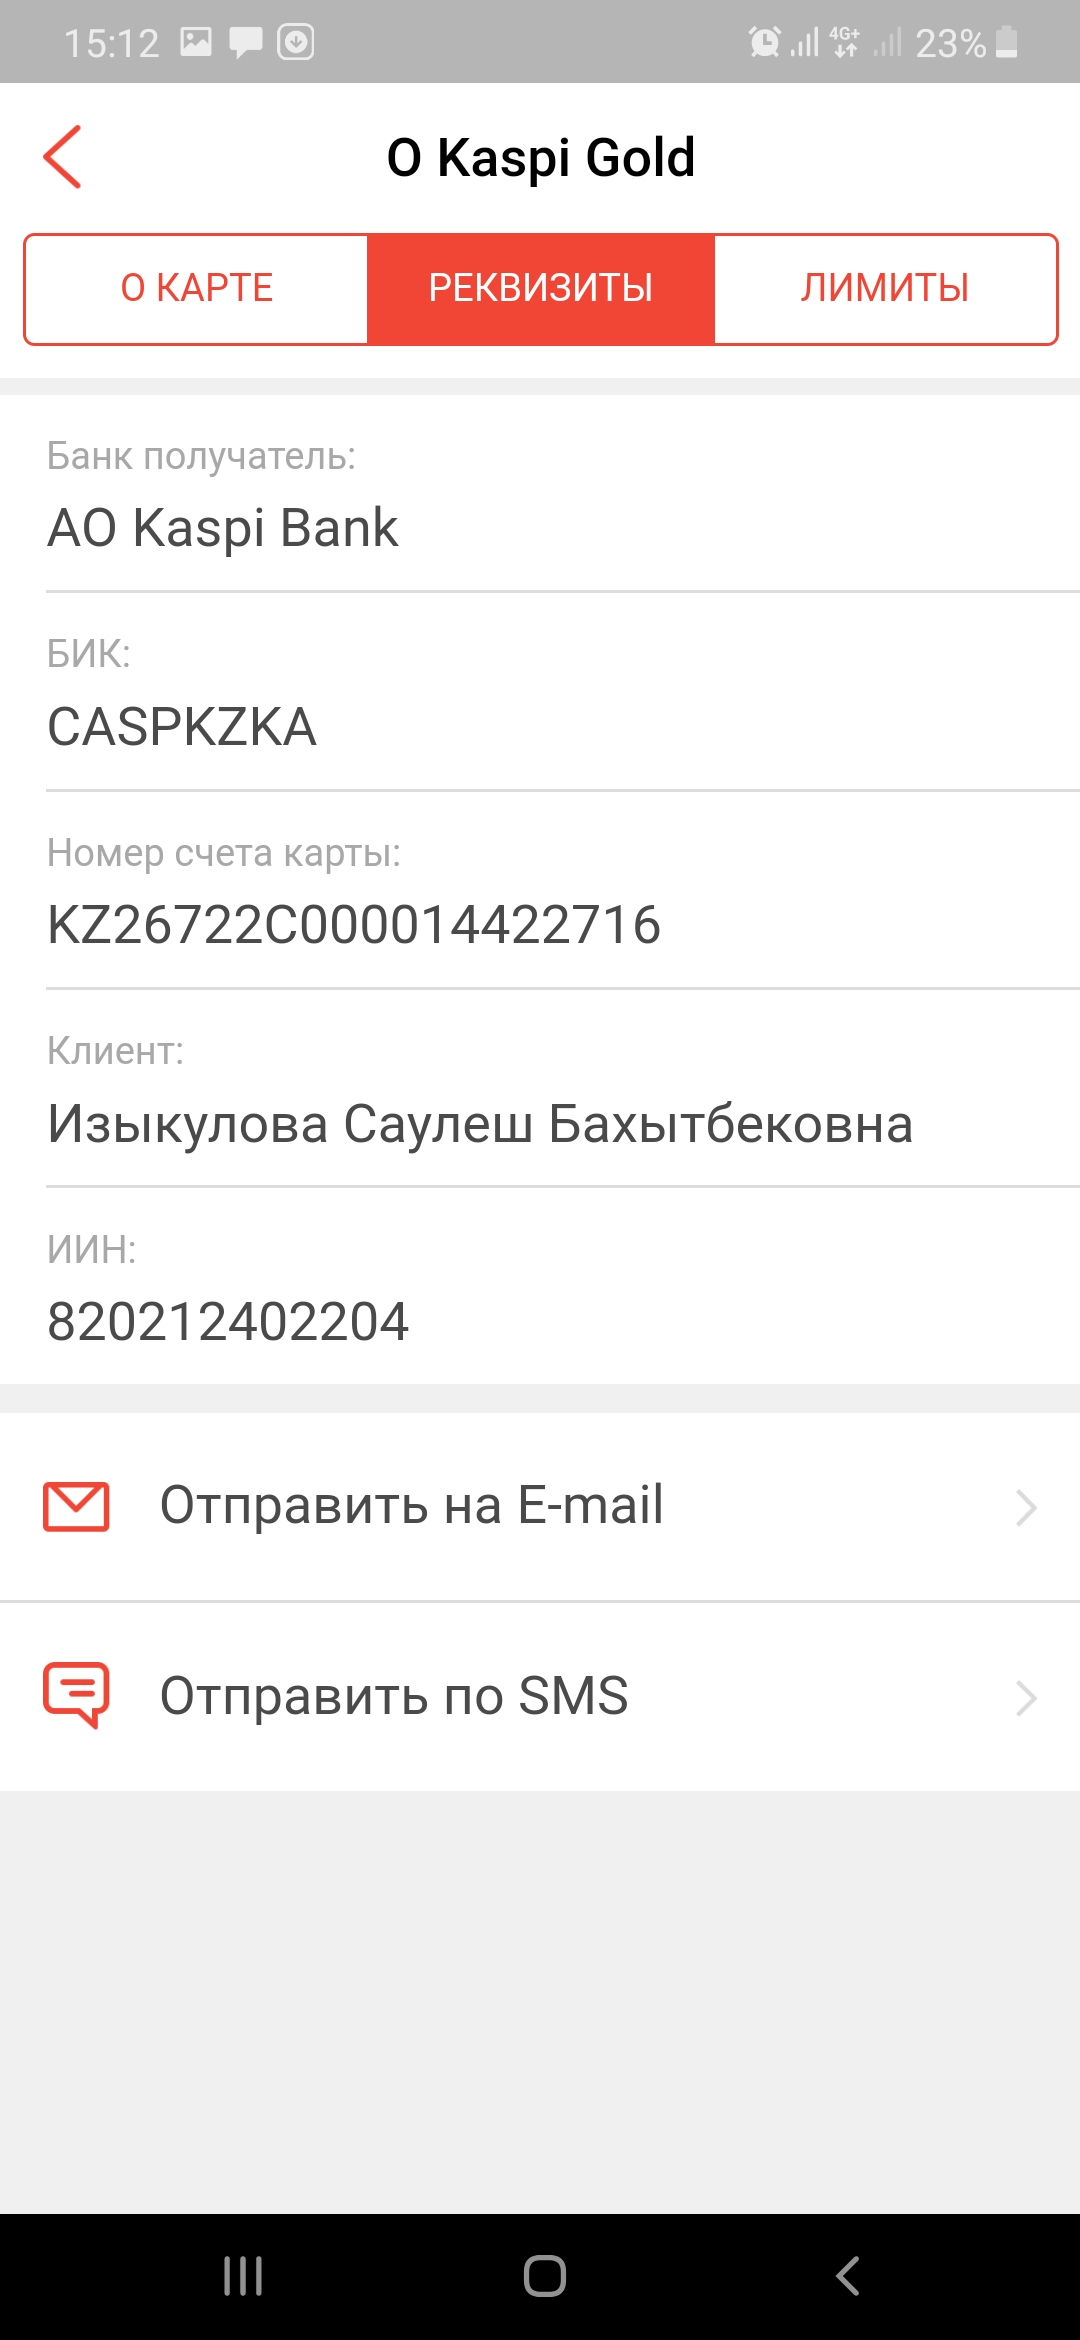 15:12
4G+
23%
О Kaspi Gold
О КАРТЕ
РЕКВИЗИТЫ
ЛИМИТЫ
Банк получатель:
АО Kaspi Bank
БИК:
CASPKZKA
Номер счета карты:
KZ26722C000014422716
Клиент:
Изыкулова Саулеш Бахытбековна
ИИН:
820212402204
Отправить на E-mail
Отправить по SMS